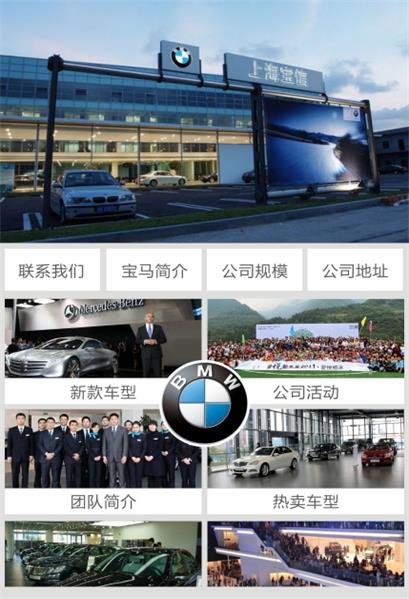 上海宝信
联系我们
宝马简介
公司规模
公司地址
Mercedes-Benz
新款车型
公司活动
BMW
团队简介
热卖车型